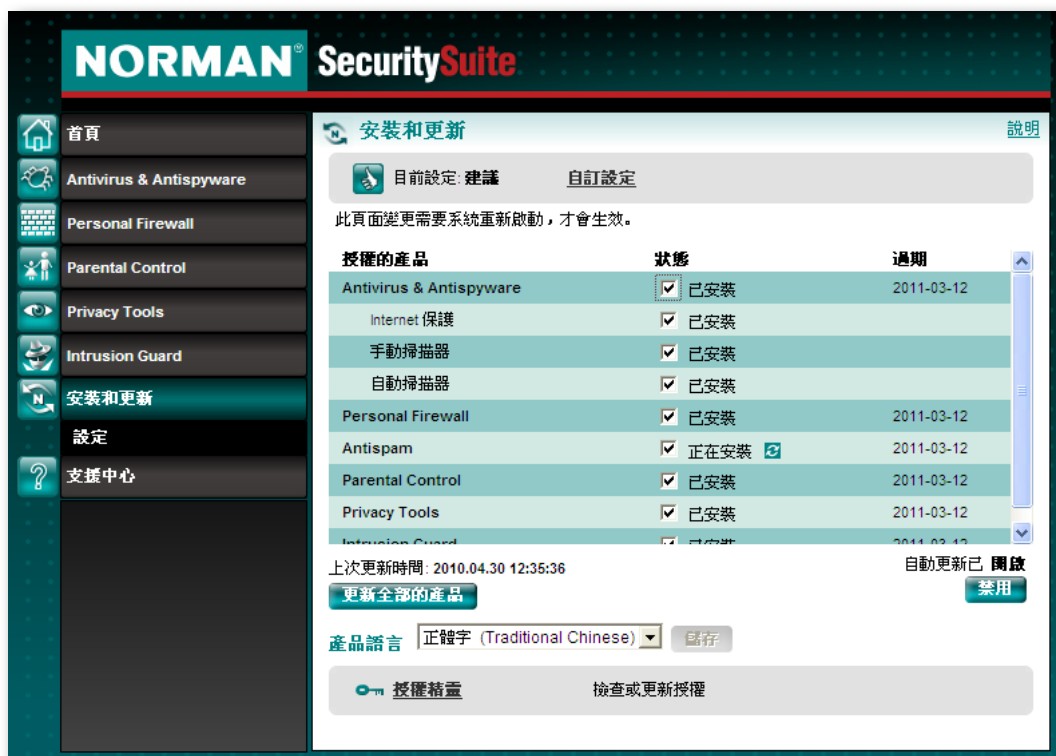 NORMAN® SecuritySuite
首頁
Antivirus & Antispyware
Personal Firewall
Parental Control
Privacy Tools
Intrusion Guard
安裝和更新
設定
支援中心
安裝和更新 說明
目前設定: 建議 自訂設定
此頁面變更需要系統重新啟動，才會生效。
授權的產品 狀態 過期
Antivirus & Antispyware 已安裝 2011-03-12
Internet 保護 已安裝
手動掃描器 已安裝
自動掃描器 已安裝
Personal Firewall 已安裝 2011-03-12
Antispam 正在安裝 2011-03-12
Parental Control 已安裝 2011-03-12
Privacy Tools 已安裝 2011-03-12
Intrusion Guard 已安裝 2011-03-12
上次更新時間: 2010.04.30 12:35:36 自動更新已 開啟
更新全部的產品 禁用
產品語言 正體字 (Traditional Chinese) 儲存
授權精靈 檢查或更新授權